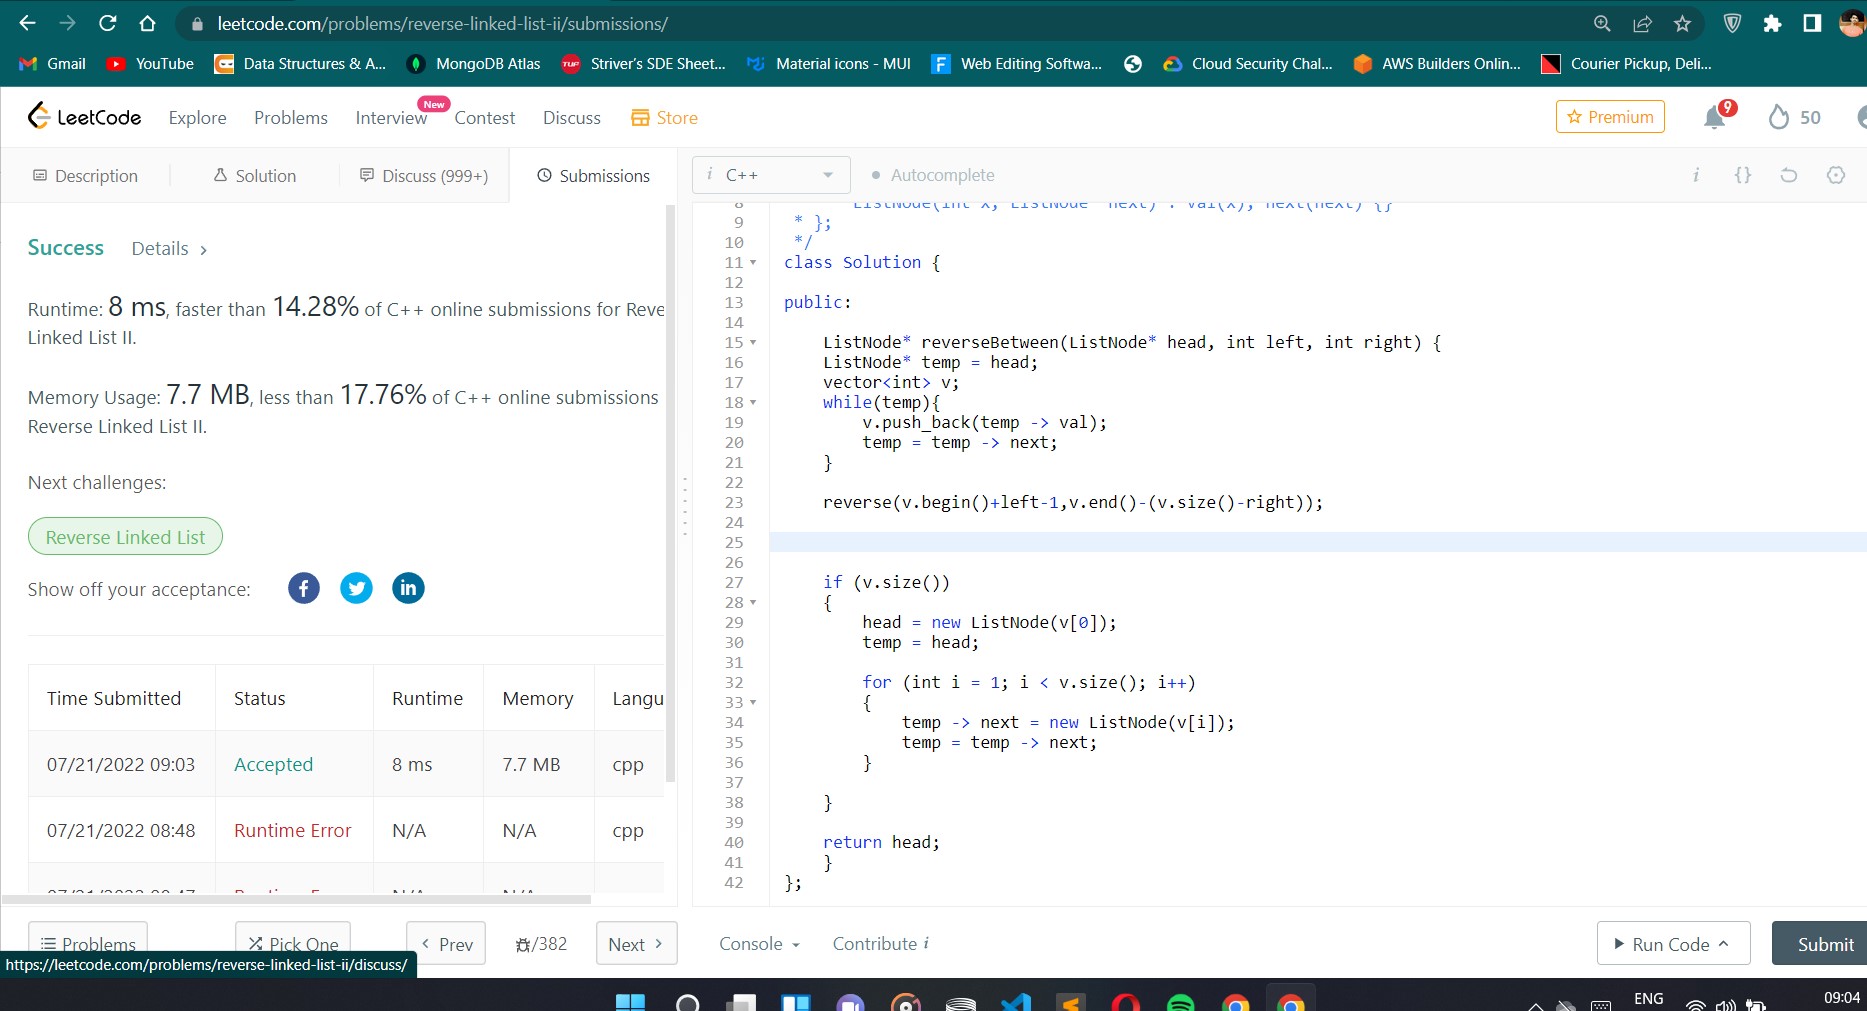 leetcode.com/problems/reverse-linked-list-ii/submissions/
Gmail YouTube Data Structures & A... MongoDB Atlas Striver's SDE Sheet... Material icons - MUI Web Editing Softwa... Cloud Security Chal... AWS Builders Onlin... Courier Pickup, Deli...
LeetCode Explore Problems Interview New Contest Discuss Store Premium 9 50
Description Solution Discuss (999+) Submissions
i C++ Autocomplete i {}
Success Details >
Runtime: 8 ms, faster than 14.28% of C++ online submissions for Reve
Linked List II.
Memory Usage: 7.7 MB, less than 17.76% of C++ online submissions
Reverse Linked List II.
Next challenges:
Reverse Linked List
Show off your acceptance:
Time Submitted Status Runtime Memory Langu
07/21/2022 09:03 Accepted 8 ms 7.7 MB cpp
07/21/2022 08:48 Runtime Error N/A N/A cpp
8 ListNode(int x, ListNode *next) : val(x), next(next) {}
9 * };
10 */
11 class Solution {
12
13 public:
14
15 ListNode* reverseBetween(ListNode* head, int left, int right) {
16 ListNode* temp = head;
17 vector<int> v;
18 while(temp){
19 v.push_back(temp -> val);
20 temp = temp -> next;
21 }
22
23 reverse(v.begin()+left-1,v.end()-(v.size()-right));
24
25
26
27 if (v.size())
28 {
29 head = new ListNode(v[0]);
30 temp = head;
31
32 for (int i = 1; i < v.size(); i++)
33 {
34 temp -> next = new ListNode(v[i]);
35 temp = temp -> next;
36 }
37
38 }
39
40 return head;
41 }
42 };
Problems Pick One < Prev /382 Next > Console Contribute i Run Code Submit
https://leetcode.com/problems/reverse-linked-list-ii/discuss/
ENG 09:04